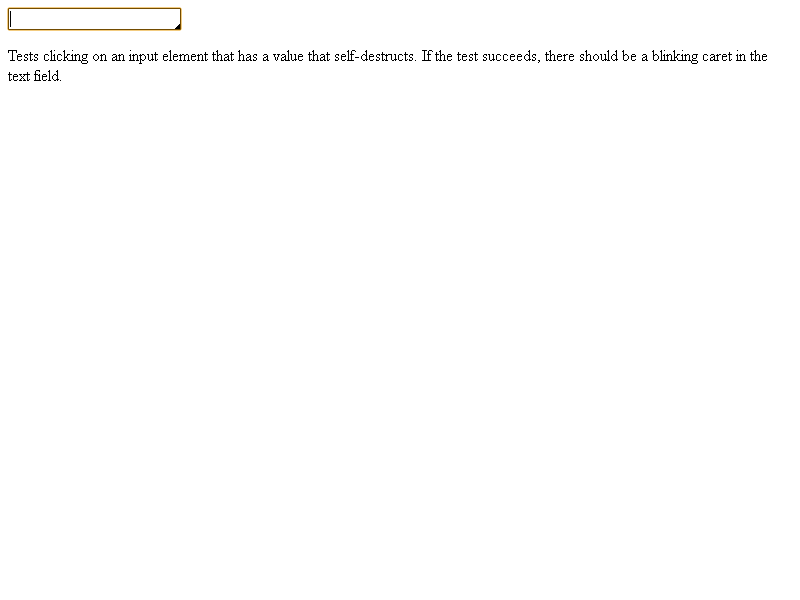 Tests clicking on an input element that has a value that self-destructs. If the test succeeds, there should be a blinking caret in the
text field.